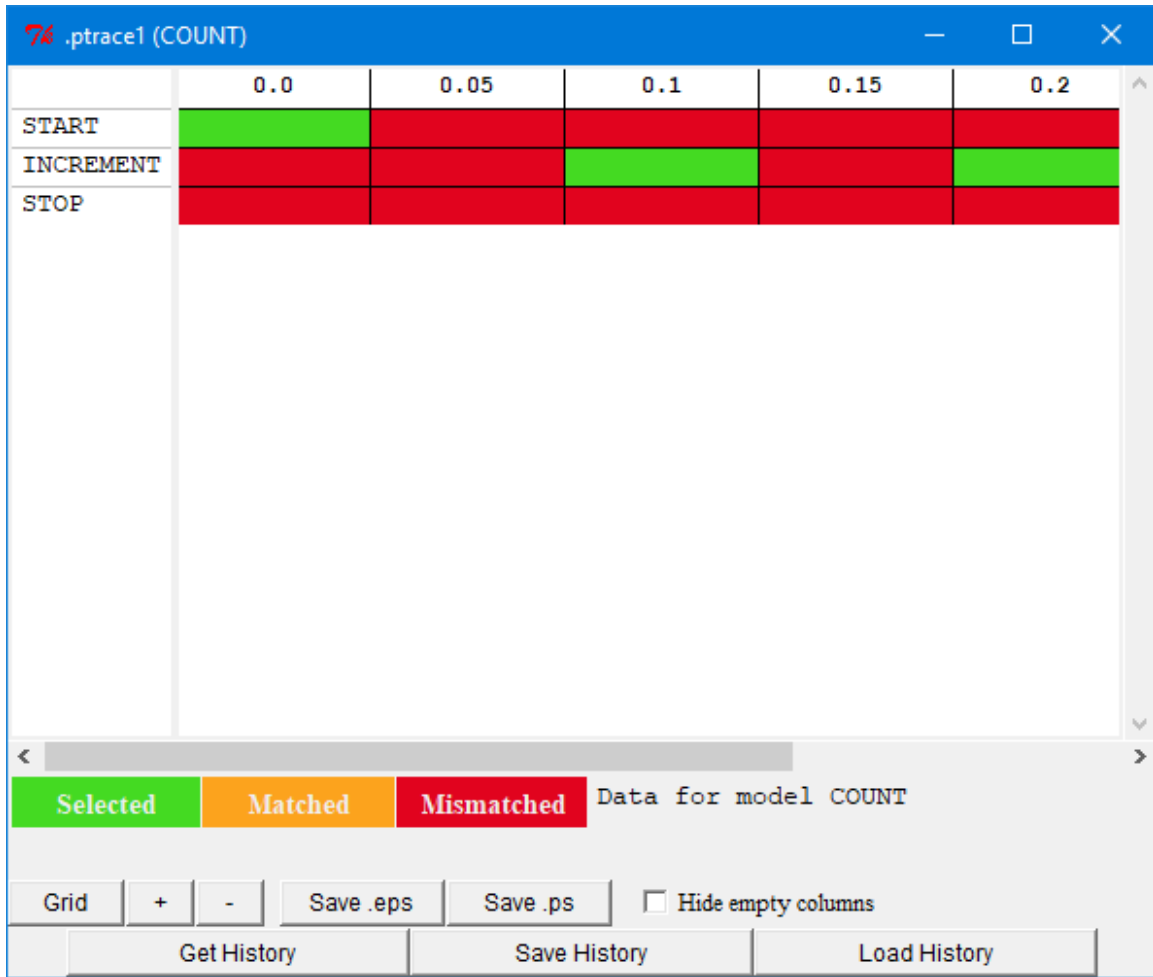 .ptrace1 (COUNT)
0.0 0.05 0.1 0.15 0.2
START
INCREMENT
STOP
Selected Matched Mismatched Data for model COUNT
Grid + - Save .eps Save .ps Hide empty columns
Get History Save History Load History